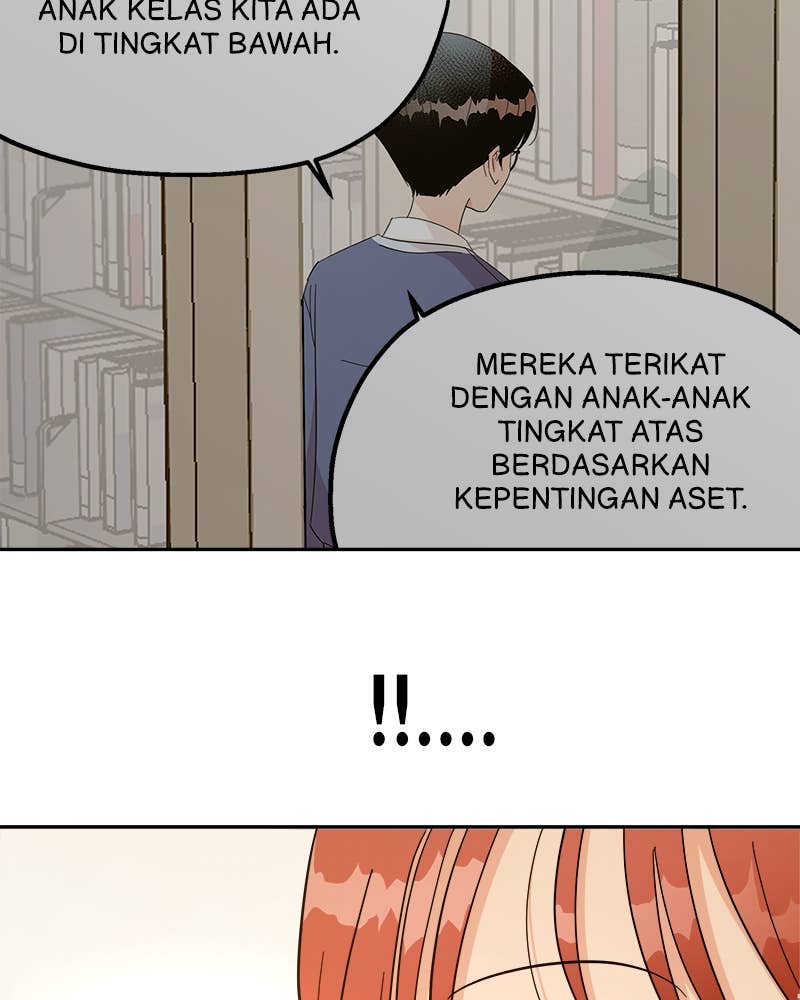 ANAK KELAS KITA ADA
DI TINGKAT BAWAH.
MEREKA TERIKAT
DENGAN ANAK-ANAK
TINGKAT ATAS
BERDASARKAN
KEPENTINGAN ASET.
!!....